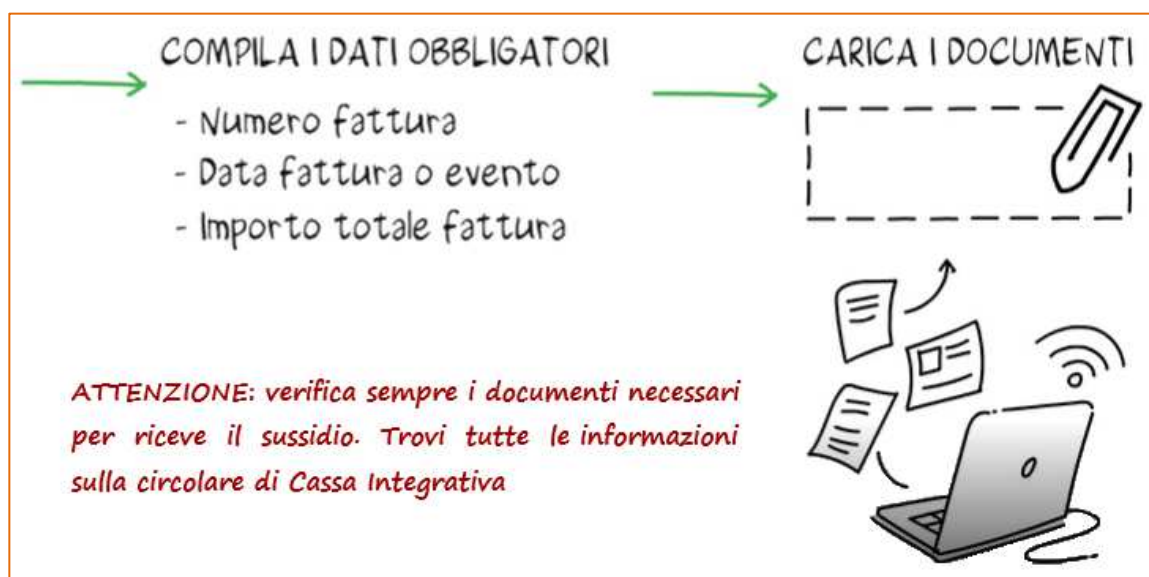 COMPILA I DATI OBBLIGATORI
- Numero fattura
- Data fattura o evento
- Importo totale fattura
CARICA I DOCUMENTI
ATTENZIONE: verifica sempre i documenti necessari
per riceve il sussidio. Trovi tutte le informazioni
sulla circolare di Cassa Integrativa